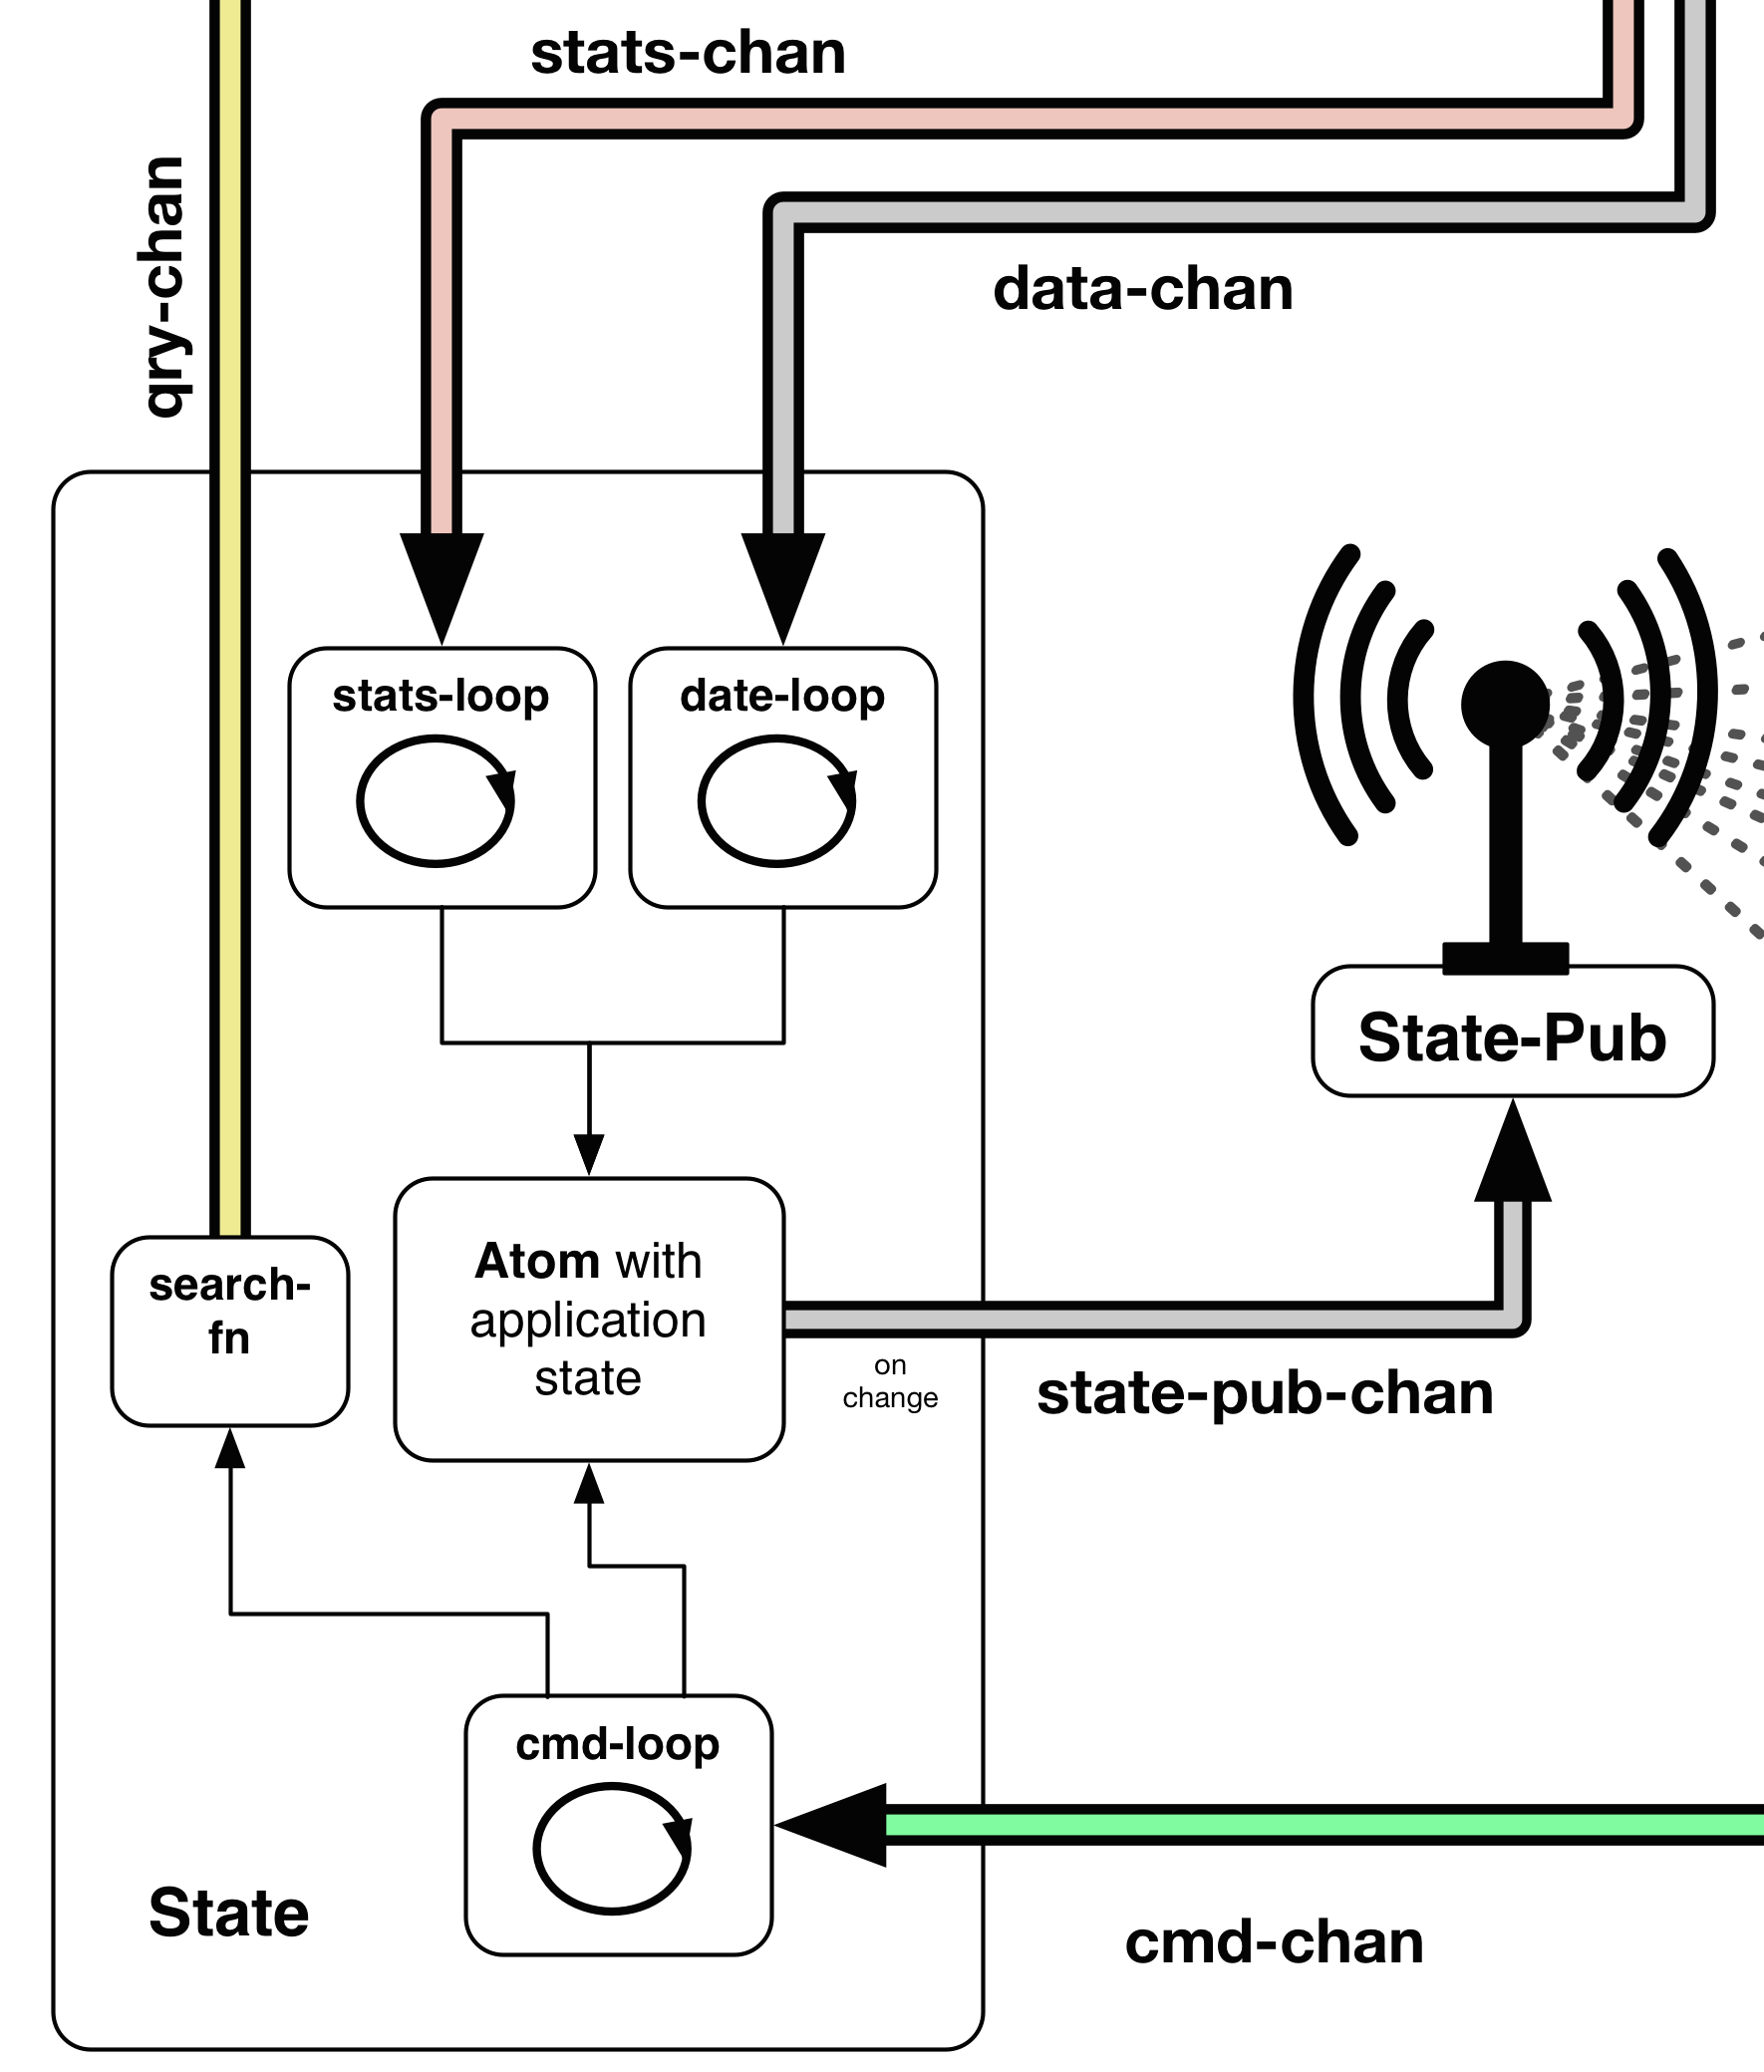 stats-chan
qry-chan
data-chan
stats-loop
date-loop
State-Pub
search-
fn
Atom with
application
state
on
change
state-pub-chan
cmd-loop
State
cmd-chan